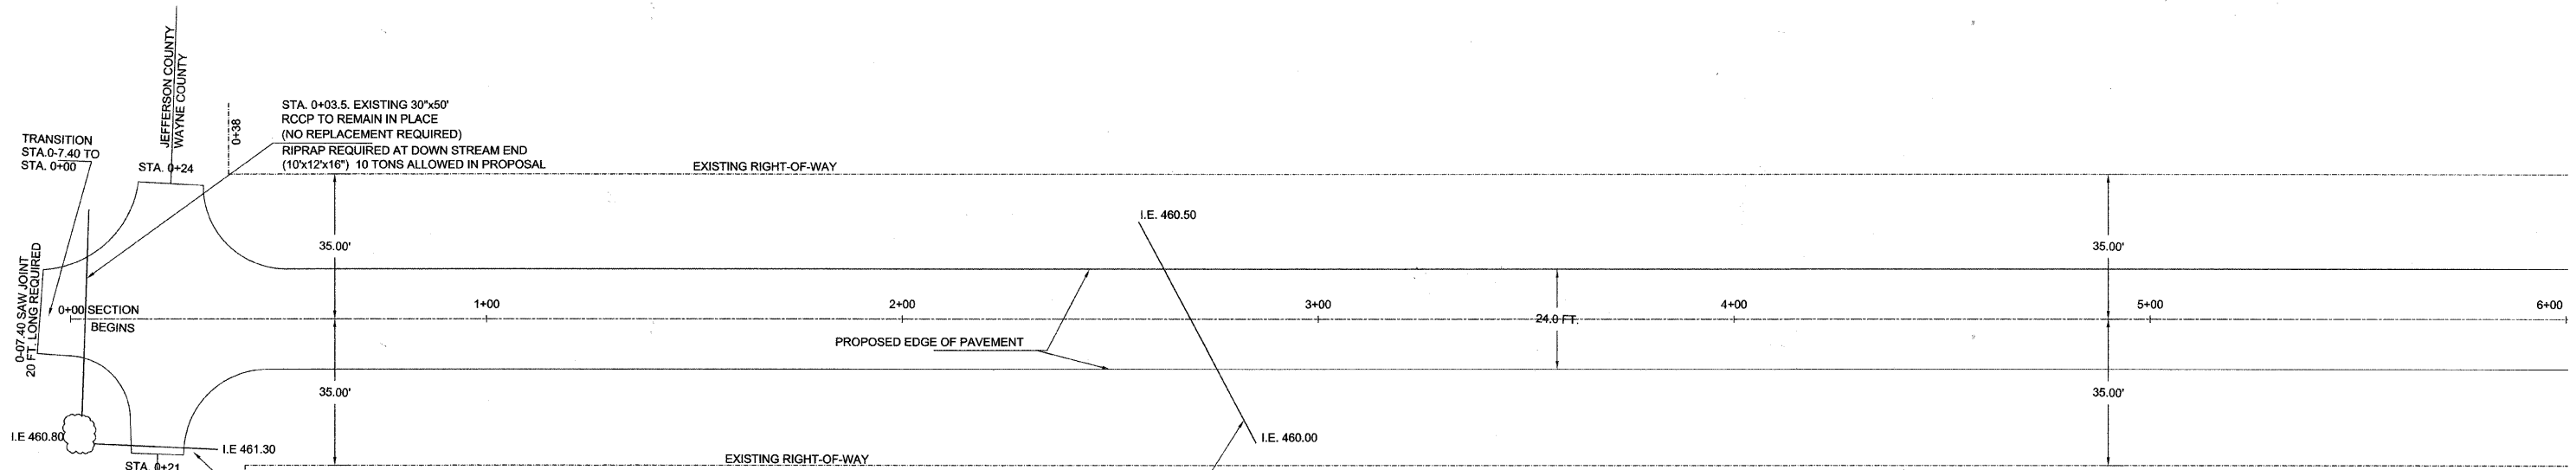 JEFFERSON COUNTY
WAYNE COUNTY
0+38
STA. 0+03.5. EXISTING 30"x50'
RCCP TO REMAIN IN PLACE
(NO REPLACEMENT REQUIRED)
RIPRAP REQUIRED AT DOWN STREAM END
(10'x12'x16") 10 TONS ALLOWED IN PROPOSAL
TRANSITION
STA.0-7.40 TO
STA. 0+00
STA. 0+24
EXISTING RIGHT-OF-WAY
I.E. 460.50
35.00'
35.00'
0-07.40 SAW JOINT
20 FT. LONG REQUIRED
0+00 SECTION
BEGINS
1+00
2+00
3+00
4+00
5+00
6+00
24.0 FT.
PROPOSED EDGE OF PAVEMENT
35.00'
35.00'
I.E 460.80
I.E 461.30
I.E. 460.00
EXISTING RIGHT-OF-WAY
STA. 0+21